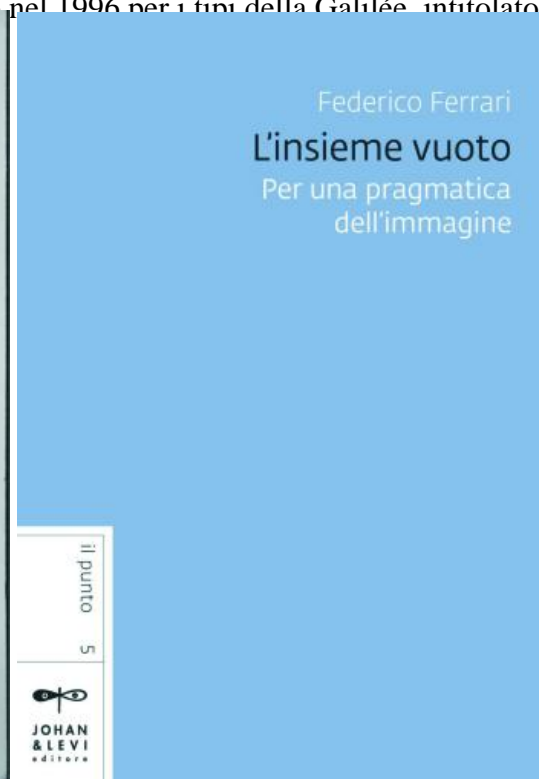 nel 1996 per i tipi della Galilée, intitolato
Federico Ferrari
L'insieme vuoto
Per una pragmatica
dell'immagine
il punto 5
JOHAN
& LEVI
editore